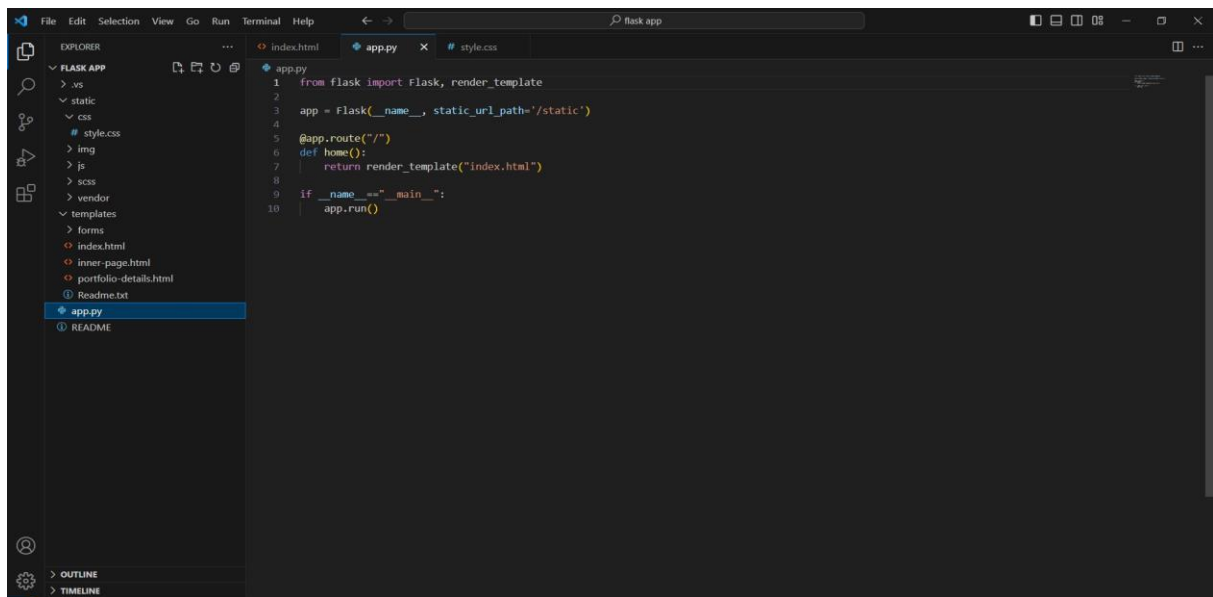 File Edit Selection View Go Run Terminal Help
flask app
EXPLORER
FLASK APP
.vs
static
css
style.css
img
js
scss
vendor
templates
forms
index.html
inner-page.html
portfolio-details.html
Readme.txt
app.py
README
OUTLINE
TIMELINE
index.html app.py style.css
app.py
1 from flask import Flask, render_template
2
3 app = Flask(__name__, static_url_path='/static')
4
5 @app.route("/")
6 def home():
7 return render_template("index.html")
8
9 if __name__=="__main__":
10 app.run()